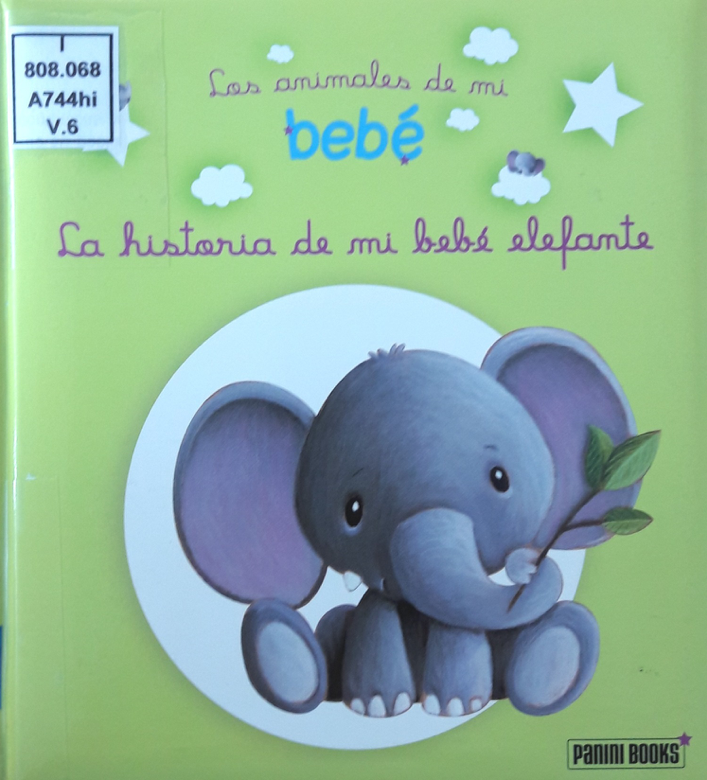 I
808.068
A744hi
V.6
Los animales de mi
bebé
La historia de mi bebé elefante
PANINI BOOKS